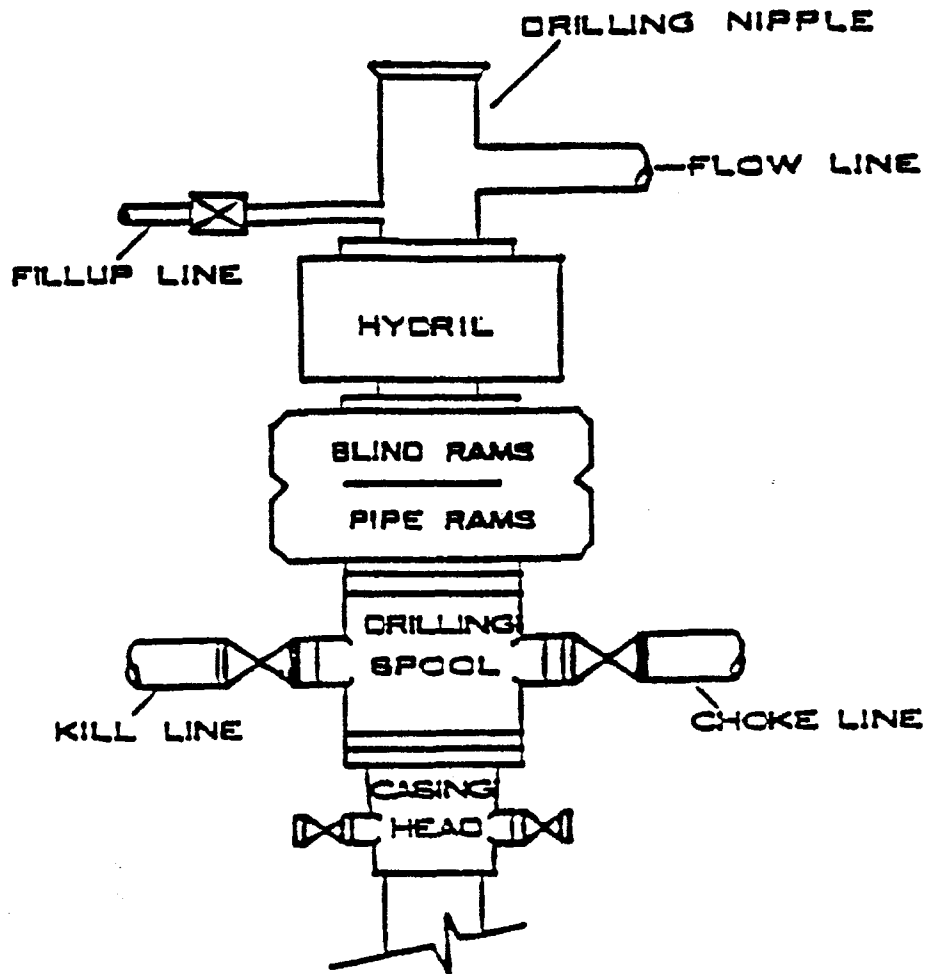 DRILLING NIPPLE
FLOW LINE
FILLUP LINE
HYDRIL
BLIND RAMS
PIPE RAMS
DRILLING
SPOOL
KILL LINE
CHOKE LINE
CASING
HEAD